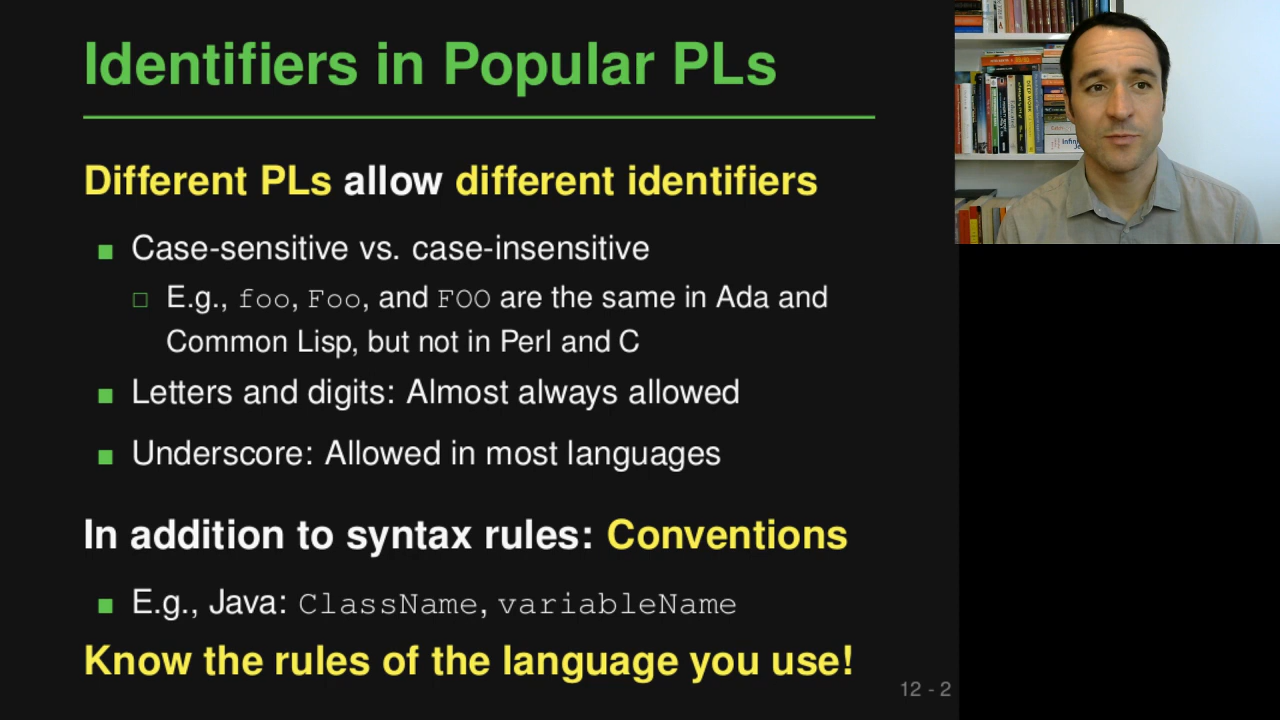 Identifiers in Popular PLs
Different PLs allow different identifiers
Case-sensitive vs. case-insensitive
E.g., foo, Foo, and FOO are the same in Ada and
Common Lisp, but not in Perl and C
Letters and digits: Almost always allowed
Underscore: Allowed in most languages
In addition to syntax rules: Conventions
E.g., Java: ClassName, variableName
Know the rules of the language you use!
12 - 2
DEEP WORK
Infinite